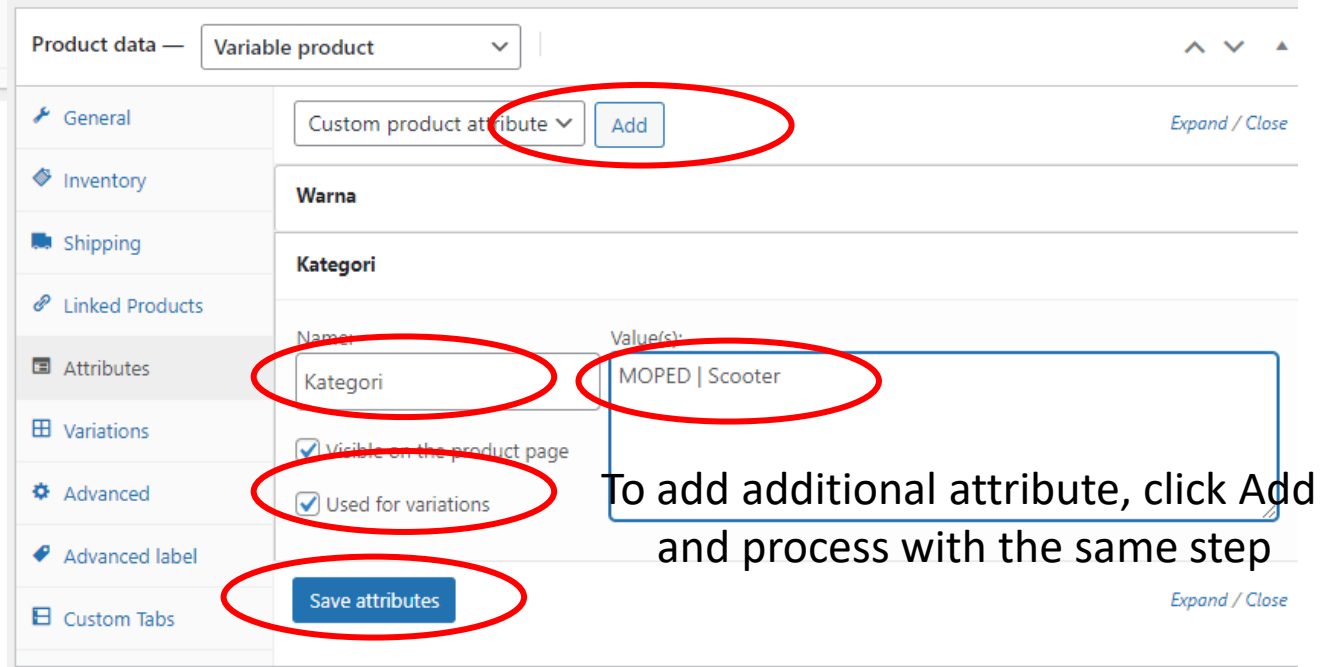 Product data — Variable product
General
Custom product attribute Add Expand / Close
Inventory
Warna
Shipping
Kategori
Linked Products
Name: Value(s):
Attributes
Kategori MOPED | Scooter
Variations
Visible on the product page
Advanced
Used for variations
To add additional attribute, click Add
and process with the same step
Advanced label
Save attributes Expand / Close
Custom Tabs